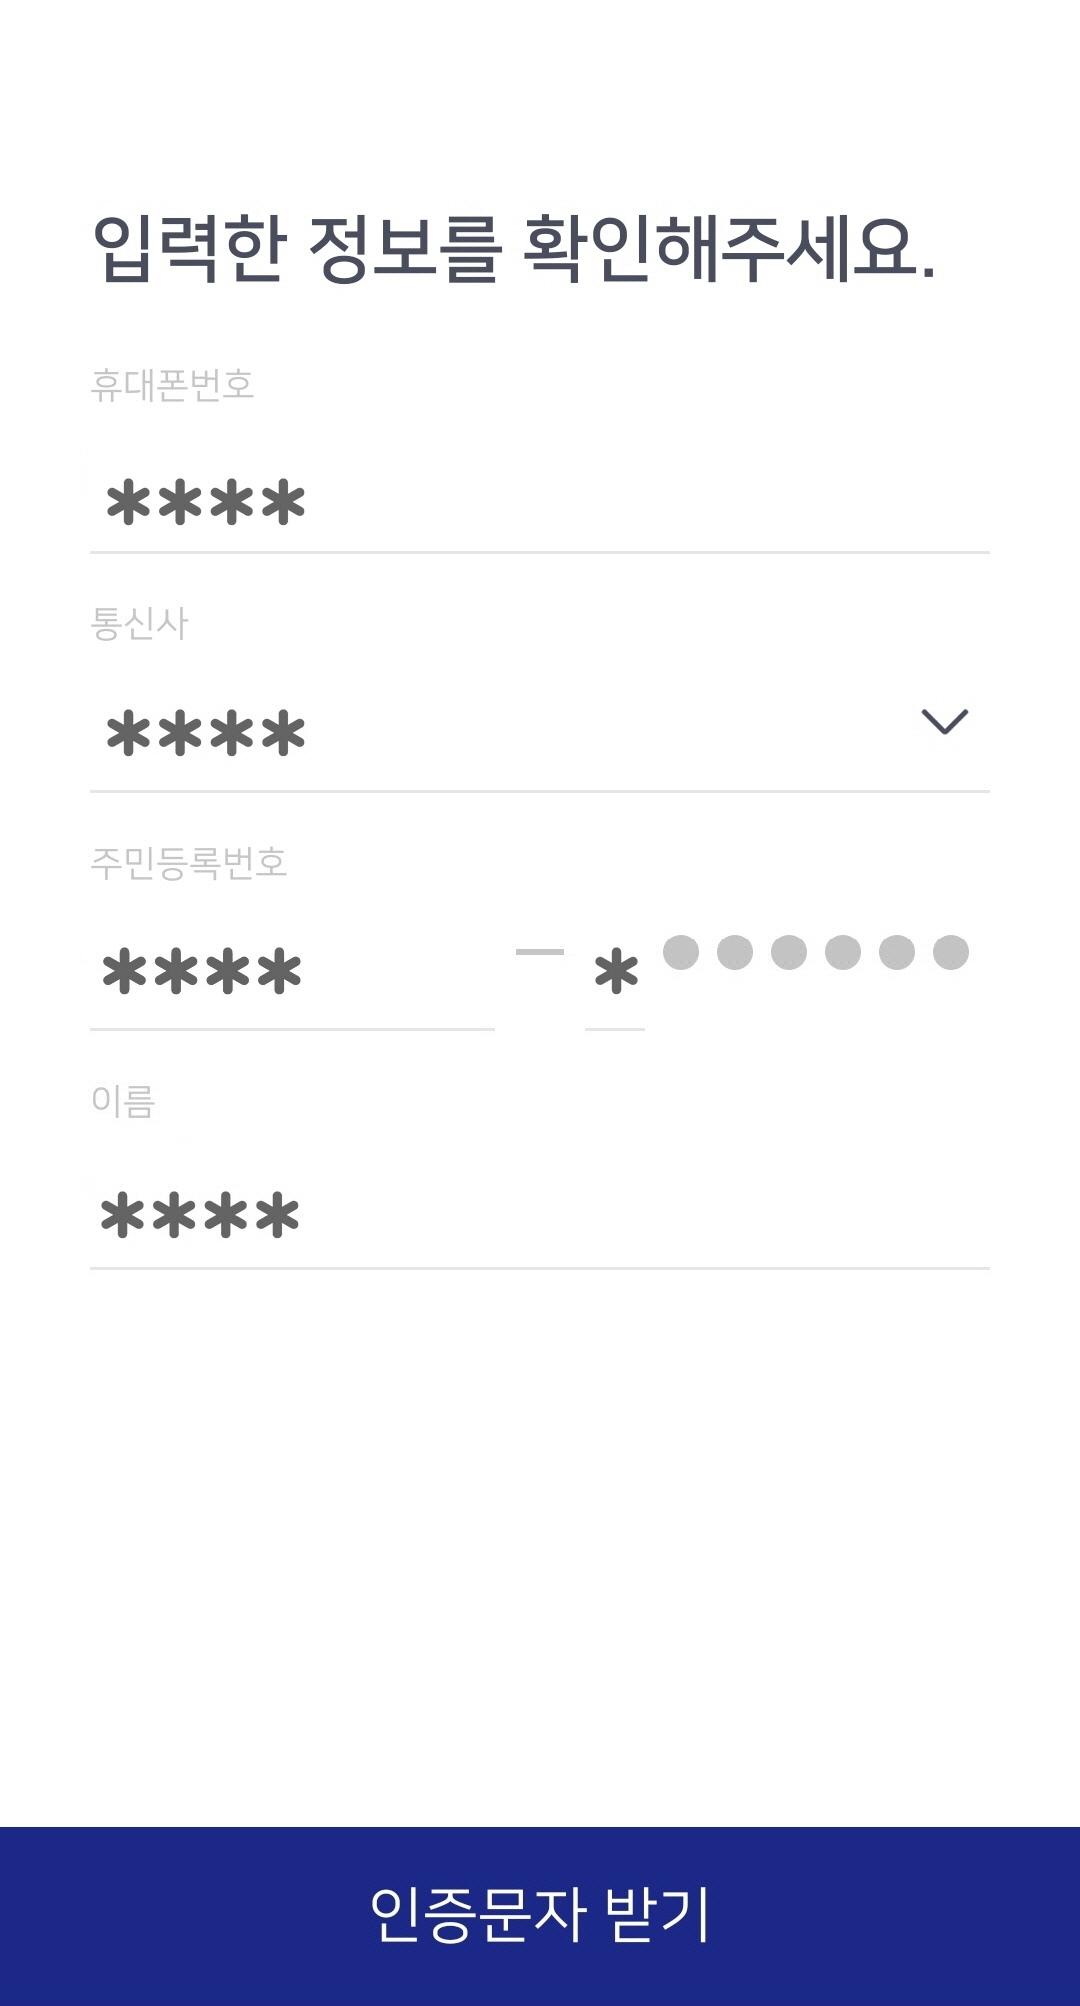 입력한 정보를 확인해주세요.
휴대폰번호
****
통신사
****
주민등록번호
**** - * ●●●●●●
이름
****
인증문자 받기